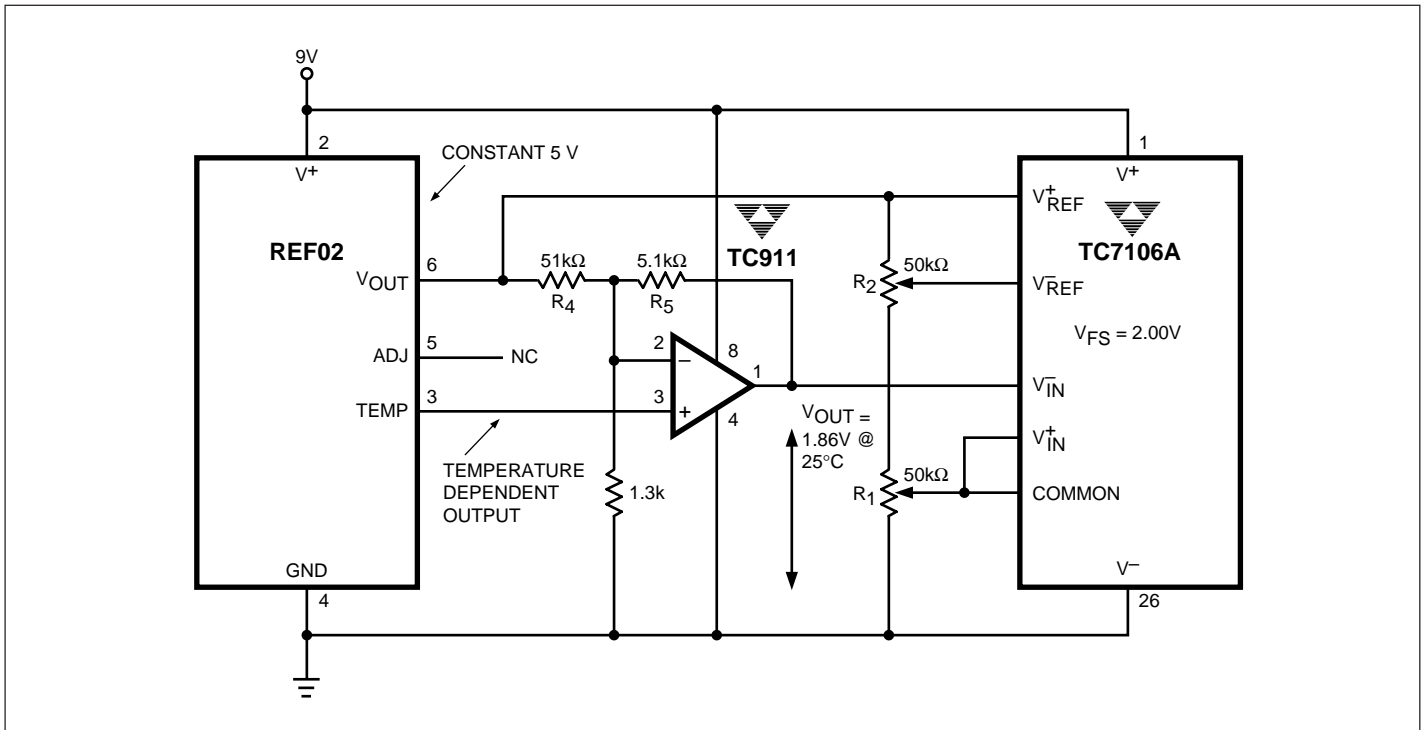 9V
2
V+
CONSTANT 5 V
1
V+
V+REF
REF02
TC911
TC7106A
6
VOUT
51kΩ
R4
5.1kΩ
R5
50kΩ
R2
V–REF
VFS = 2.00V
5
ADJ
NC
2
–
8
1
V–IN
3
TEMP
3
+
4
VOUT =
1.86V @
25°C
V+IN
TEMPERATURE
DEPENDENT
OUTPUT
1.3k
50kΩ
R1
COMMON
GND
4
V–
26